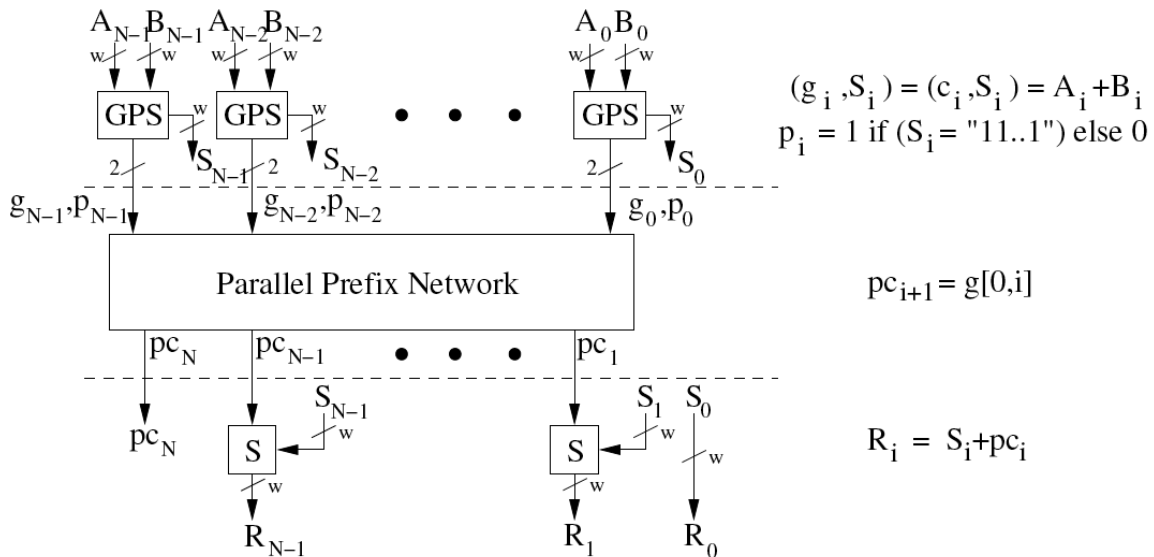 A_{N-1} B_{N-1} A_{N-2} B_{N-2} A_0 B_0
w w w w w w
GPS w GPS w GPS w
(g_i ,S_i) = (c_i,S_i) = A_i+B_i
p_i = 1 if (S_i= "11..1") else 0
2 S_{N-1} 2 S_{N-2} 2 S_0
g_{N-1},p_{N-1} g_{N-2},p_{N-2} g_0,p_0
Parallel Prefix Network
pc_{i+1} = g[0,i]
pc_N pc_{N-1} pc_1
S_{N-1} S_1 S_0
pc_N S w S w w
R_i = S_i+pc_i
w w
R_{N-1} R_1 R_0